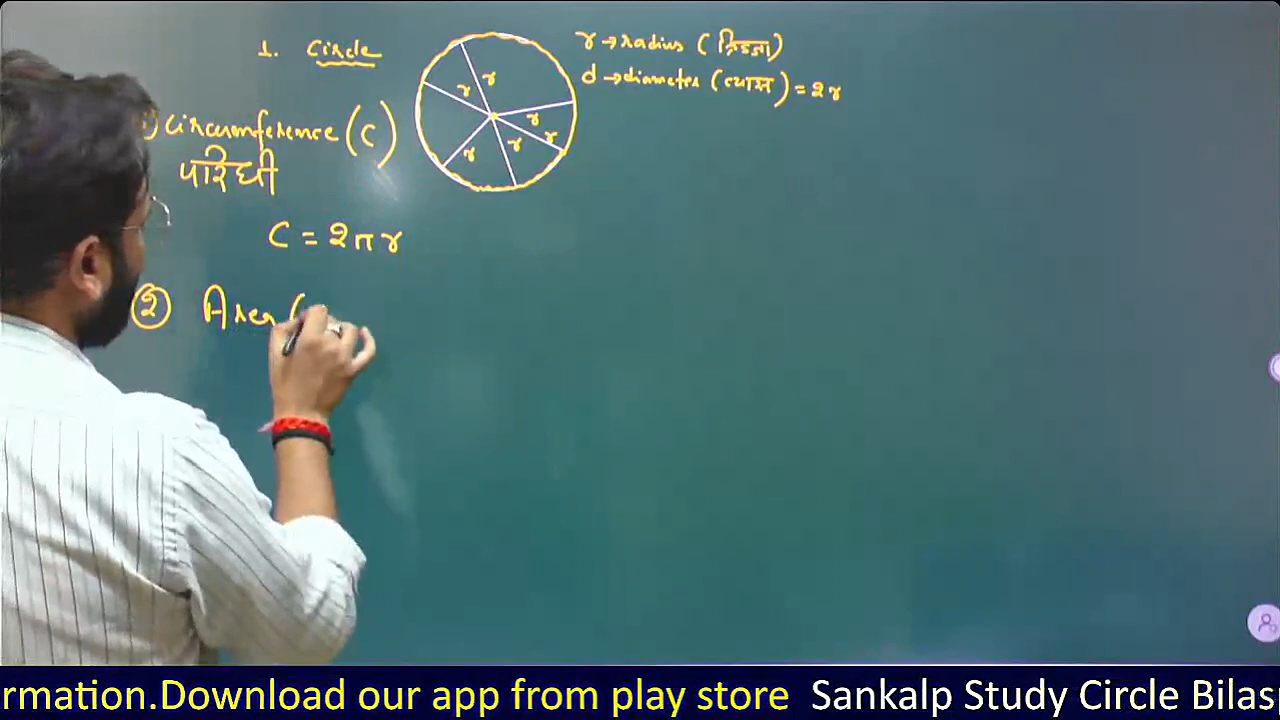 1. Circle
r → radius (त्रिज्या)
d → diameter (व्यास) = 2r
r
r
r
r
r
r
) Circumference (C)
परिधी
C = 2πr
② Area (
rmation.Download our app from play store Sankalp Study Circle Bilas